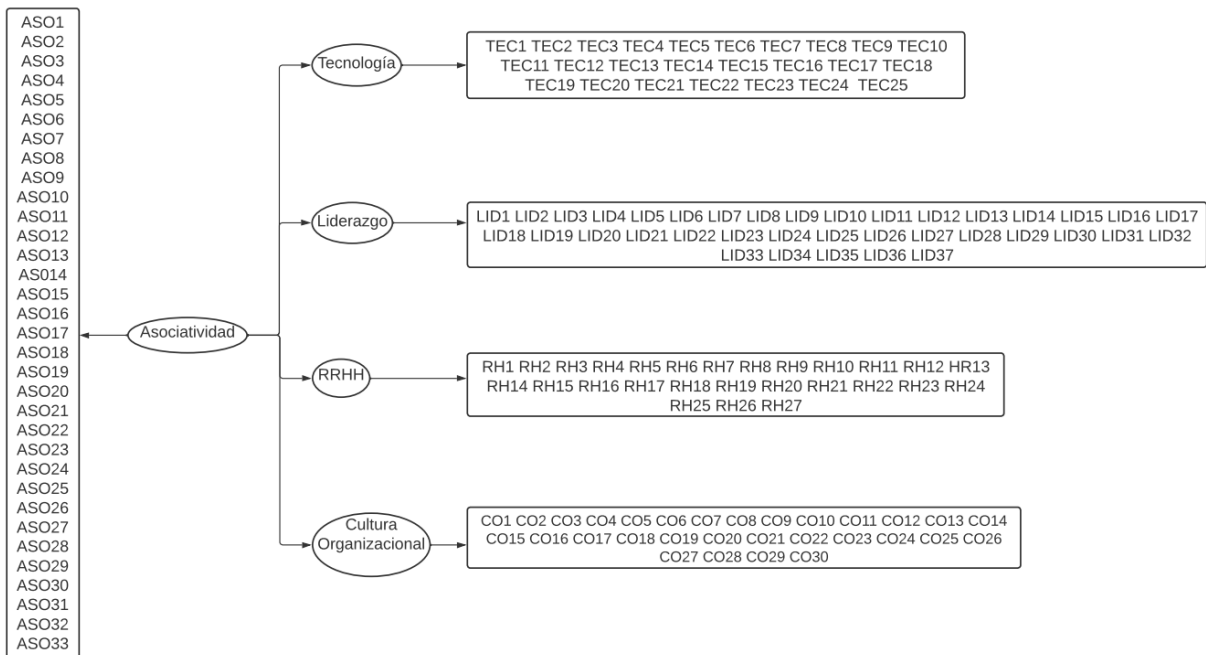 ASO1
ASO2
ASO3
ASO4
ASO5
ASO6
ASO7
ASO8
ASO9
ASO10
ASO11
ASO12
ASO13
AS014
ASO15
ASO16
ASO17
ASO18
ASO19
ASO20
ASO21
ASO22
ASO23
ASO24
ASO25
ASO26
ASO27
ASO28
ASO29
ASO30
ASO31
ASO32
ASO33
Asociatividad
Tecnología
TEC1 TEC2 TEC3 TEC4 TEC5 TEC6 TEC7 TEC8 TEC9 TEC10
TEC11 TEC12 TEC13 TEC14 TEC15 TEC16 TEC17 TEC18
TEC19 TEC20 TEC21 TEC22 TEC23 TEC24 TEC25
Liderazgo
LID1 LID2 LID3 LID4 LID5 LID6 LID7 LID8 LID9 LID10 LID11 LID12 LID13 LID14 LID15 LID16 LID17
LID18 LID19 LID20 LID21 LID22 LID23 LID24 LID25 LID26 LID27 LID28 LID29 LID30 LID31 LID32
LID33 LID34 LID35 LID36 LID37
RRHH
RH1 RH2 RH3 RH4 RH5 RH6 RH7 RH8 RH9 RH10 RH11 RH12 HR13
RH14 RH15 RH16 RH17 RH18 RH19 RH20 RH21 RH22 RH23 RH24
RH25 RH26 RH27
Cultura
Organizacional
CO1 CO2 CO3 CO4 CO5 CO6 CO7 CO8 CO9 CO10 CO11 CO12 CO13 CO14
CO15 CO16 CO17 CO18 CO19 CO20 CO21 CO22 CO23 CO24 CO25 CO26
CO27 CO28 CO29 CO30